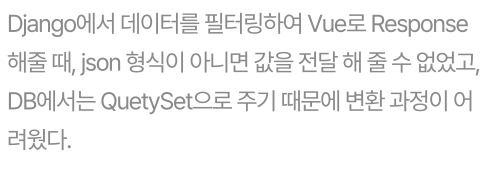 Django에서 데이터를 필터링하여 Vue로 Response
해줄 때, json 형식이 아니면 값을 전달 해 줄 수 없었고,
DB에서는 QuetySet으로 주기 때문에 변환 과정이 어
려웠다.